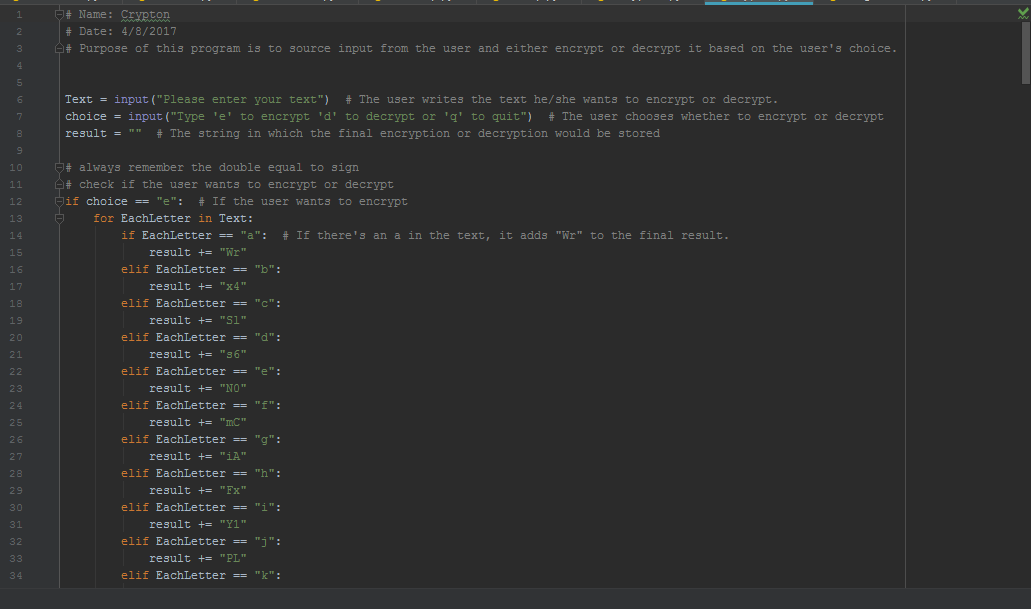 1 # Name: Crypton
2 # Date: 4/8/2017
3 # Purpose of this program is to source input from the user and either encrypt or decrypt it based on the user's choice.
4
5
6 Text = input("Please enter your text")  # The user writes the text he/she wants to encrypt or decrypt.
7 choice = input("Type 'e' to encrypt 'd' to decrypt or 'q' to quit")  # The user chooses whether to encrypt or decrypt
8 result = ""  # The string in which the final encryption or decryption would be stored
9
10 # always remember the double equal to sign
11 # check if the user wants to encrypt or decrypt
12 if choice == "e":  # If the user wants to encrypt
13     for EachLetter in Text:
14         if EachLetter == "a":  # If there's an a in the text, it adds "Wr" to the final result.
15             result += "Wr"
16         elif EachLetter == "b":
17             result += "x4"
18         elif EachLetter == "c":
19             result += "Sl"
20         elif EachLetter == "d":
21             result += "s6"
22         elif EachLetter == "e":
23             result += "N0"
24         elif EachLetter == "f":
25             result += "mC"
26         elif EachLetter == "g":
27             result += "iA"
28         elif EachLetter == "h":
29             result += "Fx"
30         elif EachLetter == "i":
31             result += "Y1"
32         elif EachLetter == "j":
33             result += "PL"
34         elif EachLetter == "k":